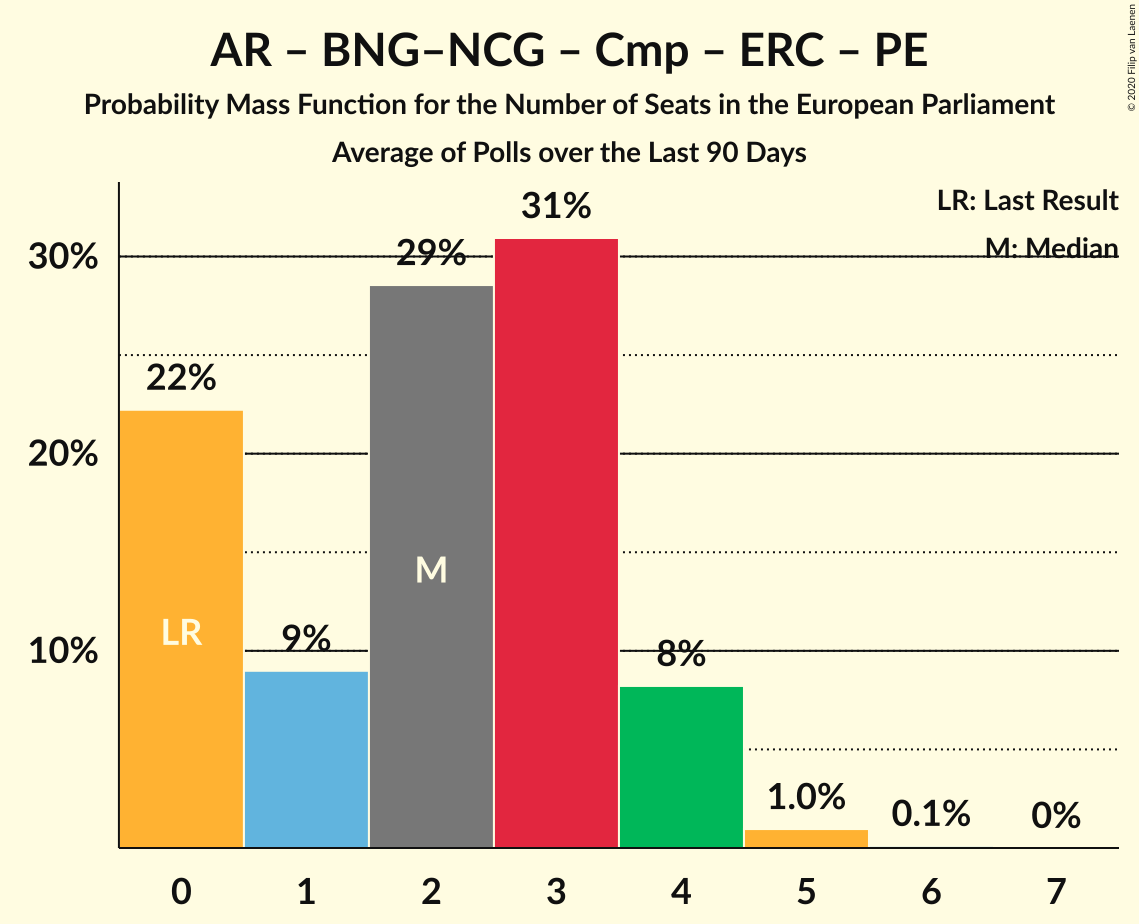 AR – BNG–NCG – Cmp – ERC – PE
Probability Mass Function for the Number of Seats in the European Parliament
Average of Polls over the Last 90 Days
© 2020 Filip van Laenen
LR: Last Result
M: Median
30%
20%
10%
22%
9%
29%
31%
8%
1.0%
0.1%
0%
LR
M
0 1 2 3 4 5 6 7